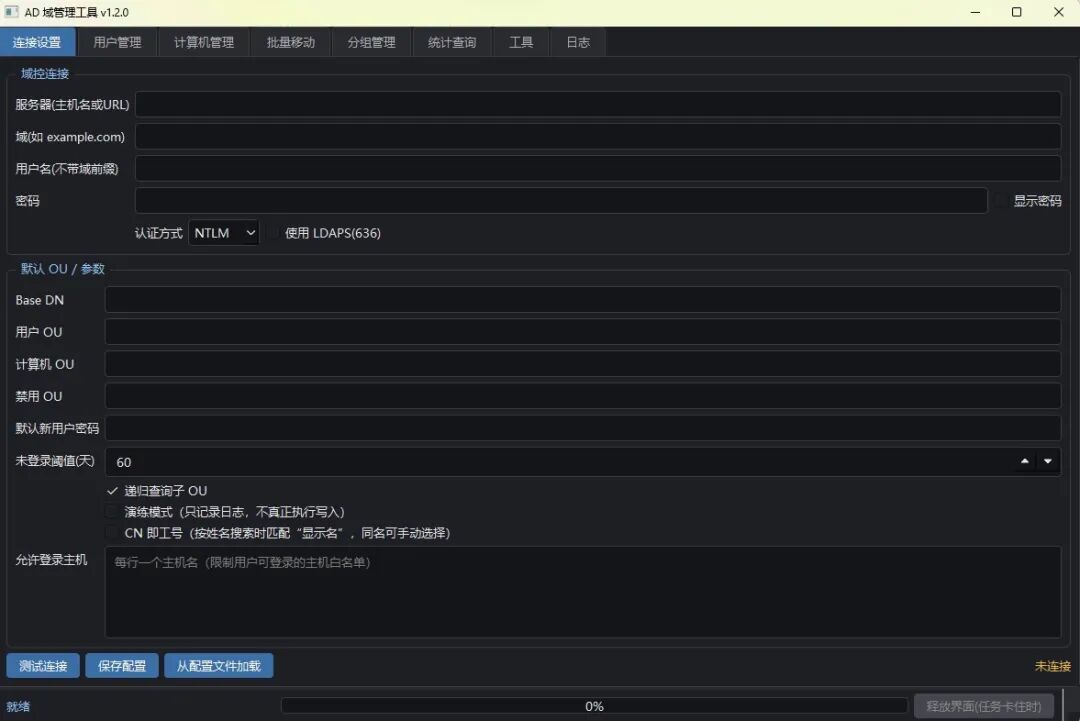 AD 域管理工具 v1.2.0
连接设置 用户管理 计算机管理 批量移动 分组管理 统计查询 工具 日志
域控连接
服务器(主机名或URL)
域(如 example.com)
用户名(不带域前缀)
密码 显示密码
认证方式 NTLM 使用 LDAPS(636)
默认 OU / 参数
Base DN
用户 OU
计算机 OU
禁用 OU
默认新用户密码
未登录阈值(天) 60
递归查询子 OU
演练模式（只记录日志，不真正执行写入）
CN 即工号（按姓名搜索时匹配“显示名”，同名可手动选择）
允许登录主机 每行一个主机名（限制用户可登录的主机白名单）
测试连接 保存配置 从配置文件加载 未连接
就绪 0% 释放界面(任务卡住时)